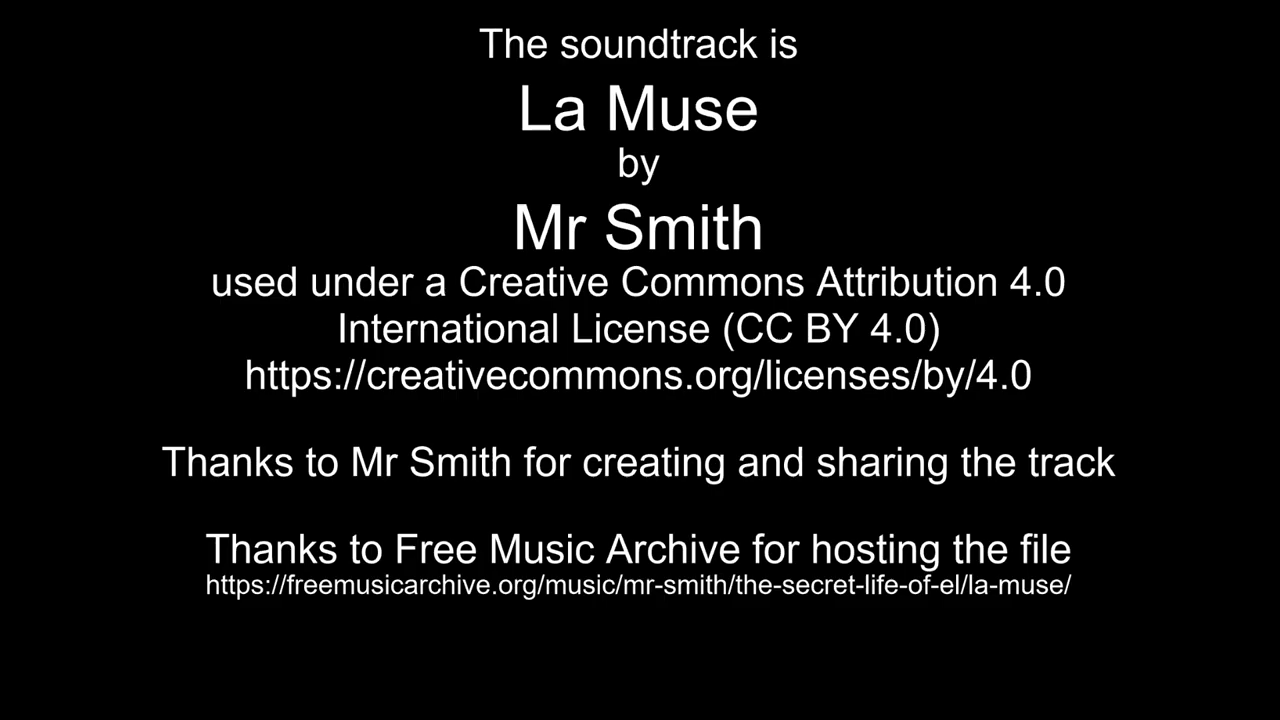 The soundtrack is
La Muse
by
Mr Smith
used under a Creative Commons Attribution 4.0
International License (CC BY 4.0)
https://creativecommons.org/licenses/by/4.0
Thanks to Mr Smith for creating and sharing the track
Thanks to Free Music Archive for hosting the file
https://freemusicarchive.org/music/mr-smith/the-secret-life-of-el/la-muse/